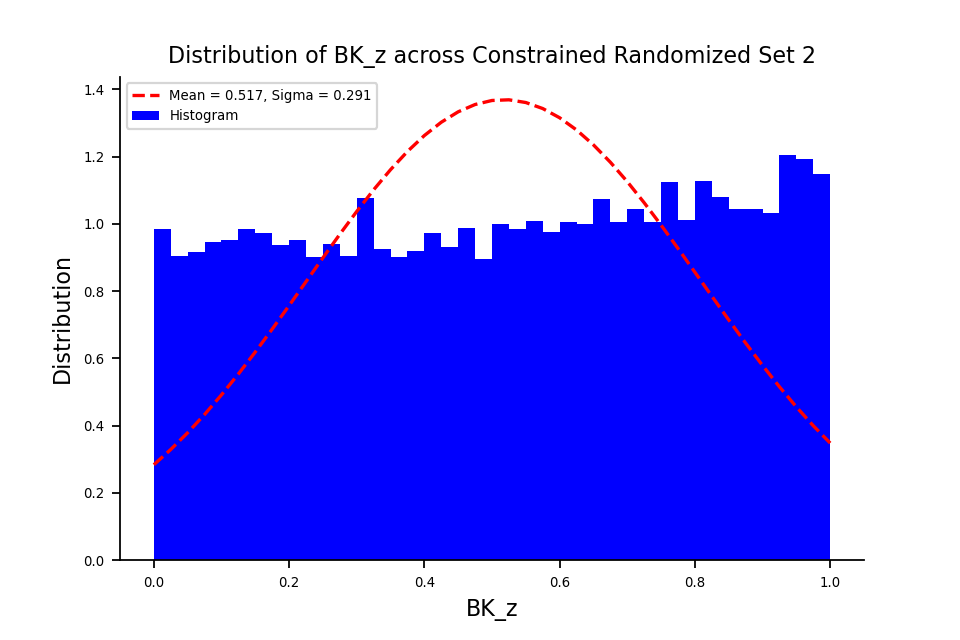 Distribution of BK_z across Constrained Randomized Set 2
Mean = 0.517, Sigma = 0.291
Histogram
Distribution
1.4
1.2
1.0
0.8
0.6
0.4
0.2
0.0
0.0 0.2 0.4 0.6 0.8 1.0
BK_z